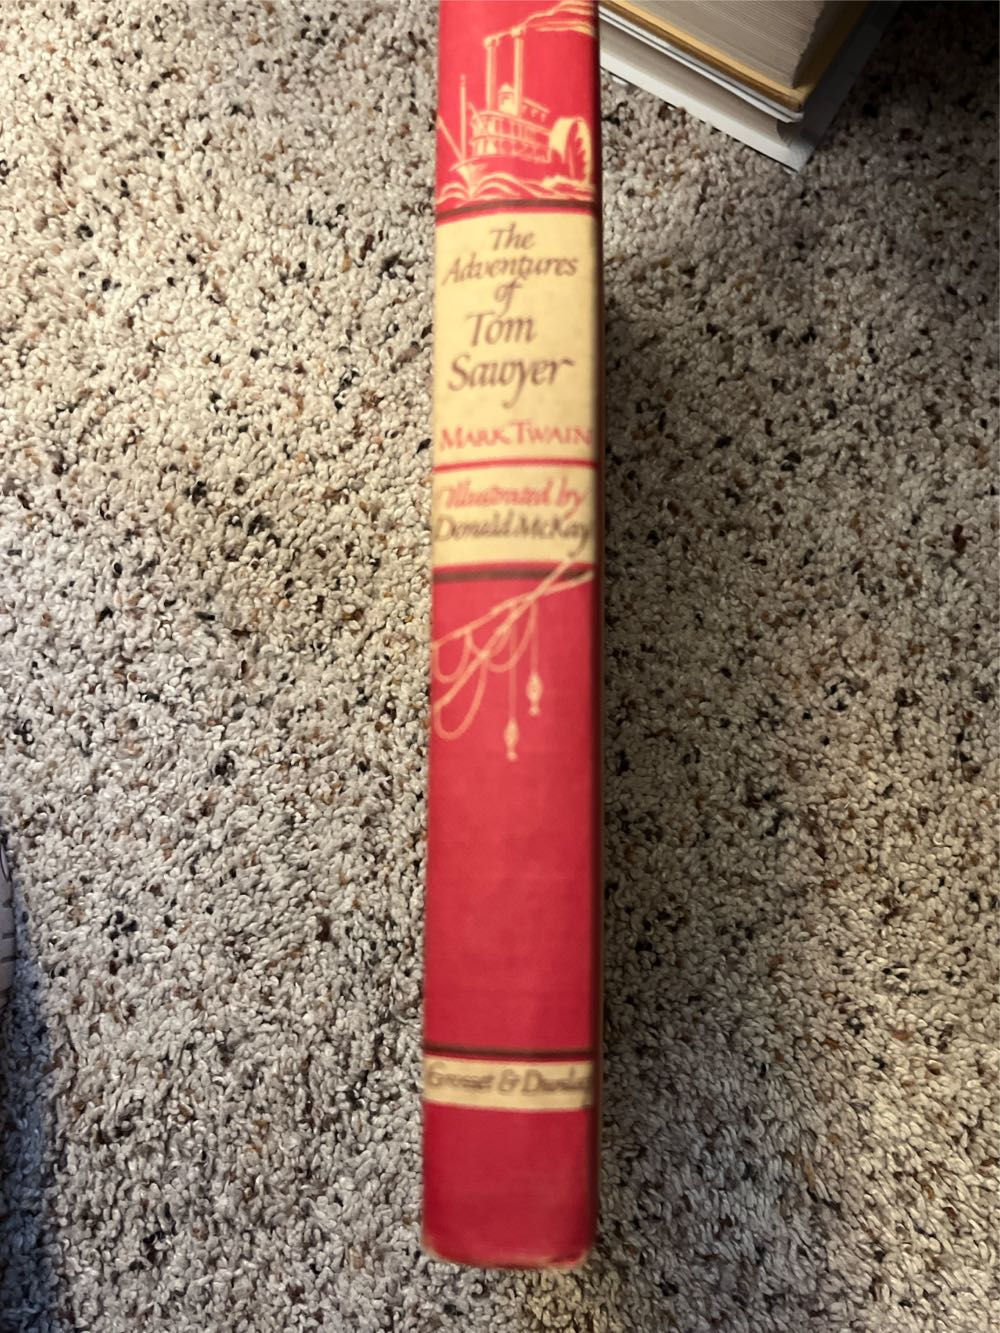 The
Adventures
of
Tom
Sawyer
MARK TWAIN
Illustrated by
Donald McKay
Grosset & Dunlap